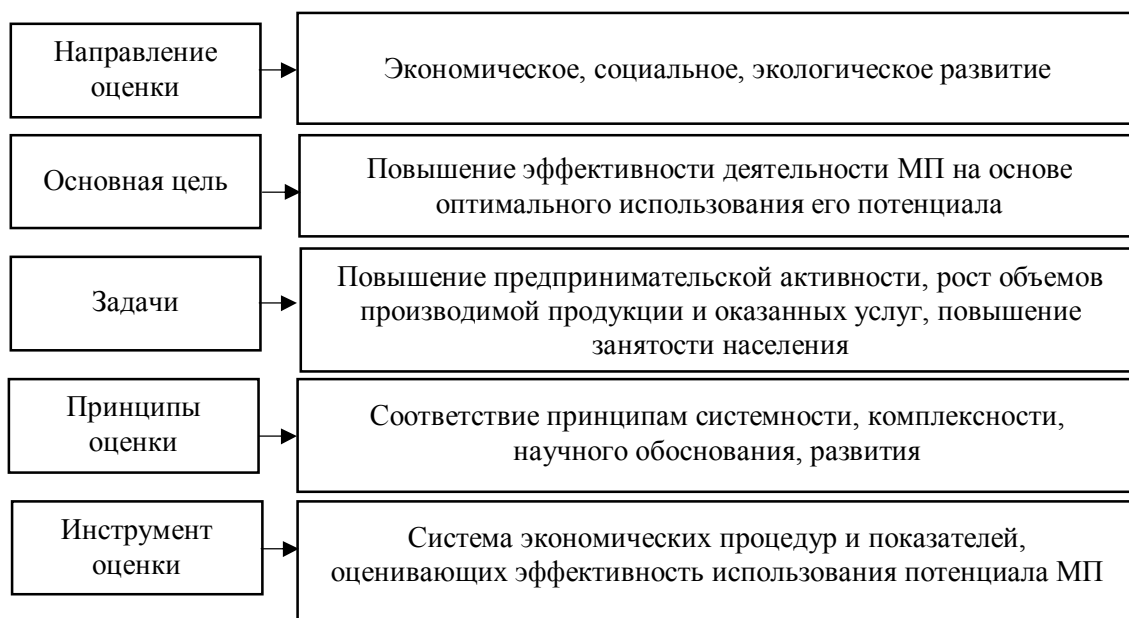 Направление
оценки
Экономическое, социальное, экологическое развитие
Основная цель
Повышение эффективности деятельности МП на основе
оптимального использования его потенциала
Задачи
Повышение предпринимательской активности, рост объемов
производимой продукции и оказанных услуг, повышение
занятости населения
Принципы
оценки
Соответствие принципам системности, комплексности,
научного обоснования, развития
Инструмент
оценки
Система экономических процедур и показателей,
оценивающих эффективность использования потенциала МП